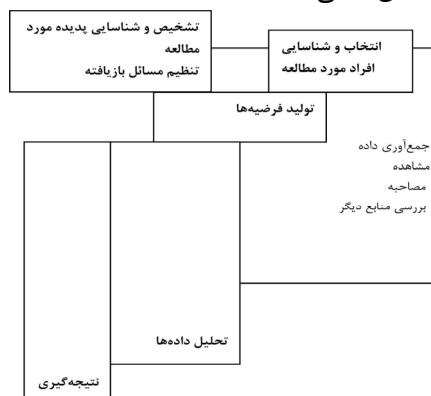 تشخیص و شناسایی پدیده مورد
مطالعه
تنظیم مسائل بازیافته
انتخاب و شناسایی
افراد مورد مطالعه
تولید فرضیه‌ها
جمع‌آوری داده
مشاهده
مصاحبه
بررسی منابع دیگر
تحلیل داده‌ها
نتیجه‌گیری